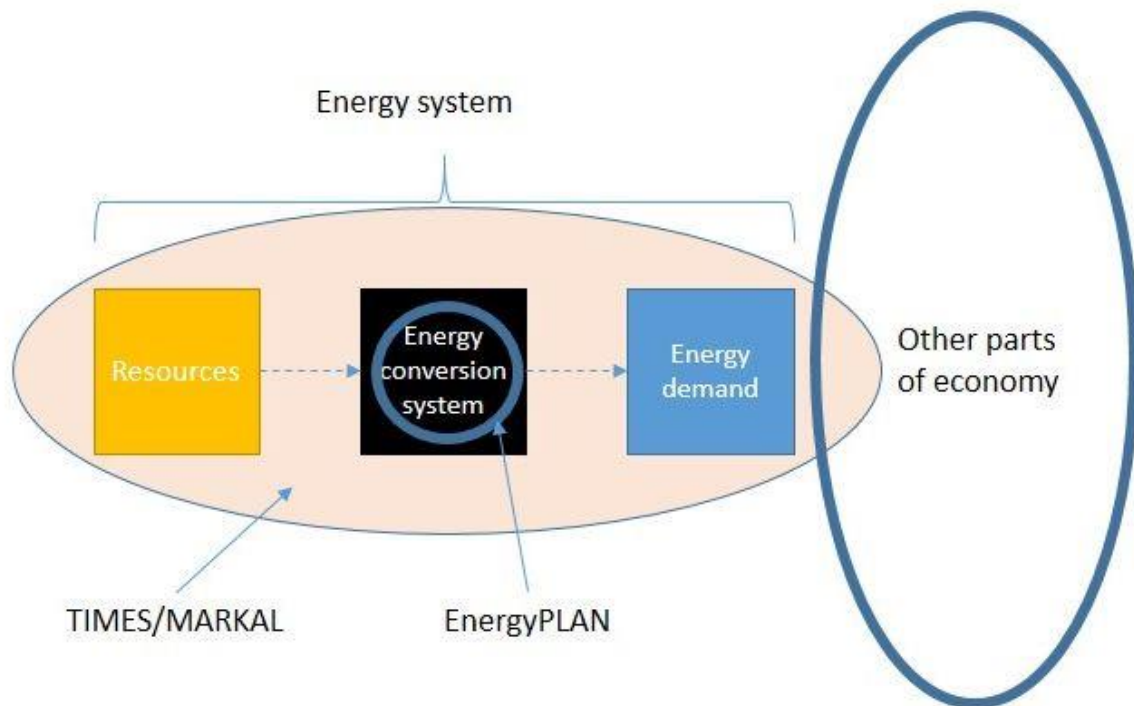 Energy system
Resources
Energy
conversion
system
Energy
demand
Other parts
of economy
TIMES/MARKAL
EnergyPLAN